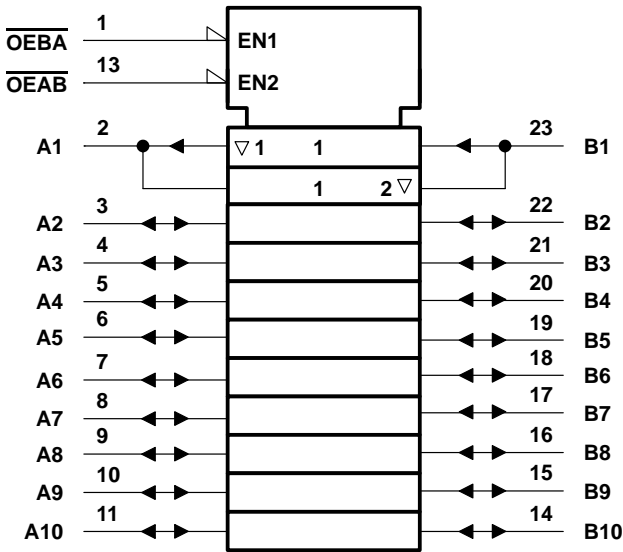 OEBA 1 EN1
OEAB 13 EN2
A1 2 ▽ 1 1 23 B1
1 2 ▽
A2 3 22 B2
A3 4 21 B3
A4 5 20 B4
A5 6 19 B5
A6 7 18 B6
A7 8 17 B7
A8 9 16 B8
A9 10 15 B9
A10 11 14 B10